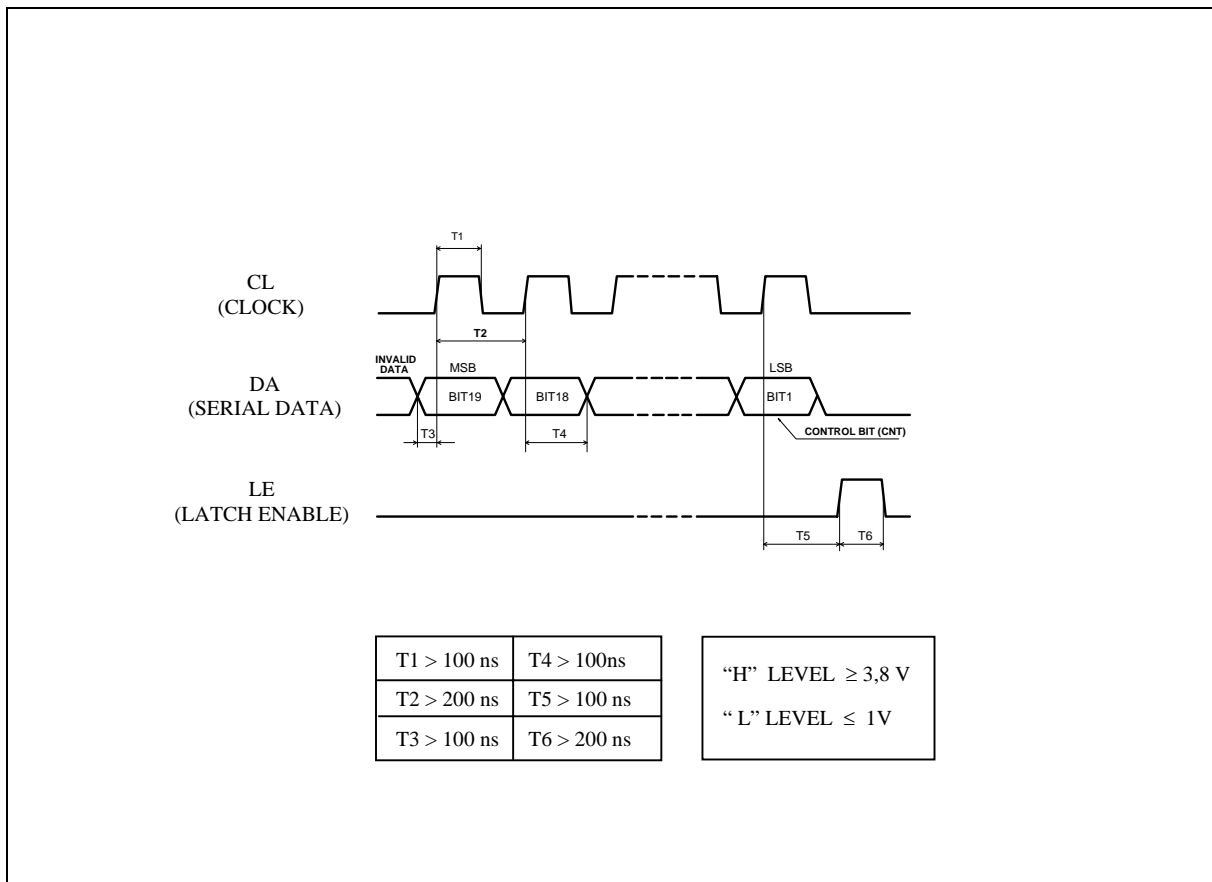 T1
CL
(CLOCK)
T2
INVALID
DATA
MSB
LSB
DA
(SERIAL DATA)
BIT19
BIT18
BIT1
T3
T4
CONTROL BIT (CNT)
LE
(LATCH ENABLE)
T5
T6
T1 > 100 ns
T4 > 100ns
T2 > 200 ns
T5 > 100 ns
T3 > 100 ns
T6 > 200 ns
“H” LEVEL ≥ 3,8 V
“ L” LEVEL ≤ 1V